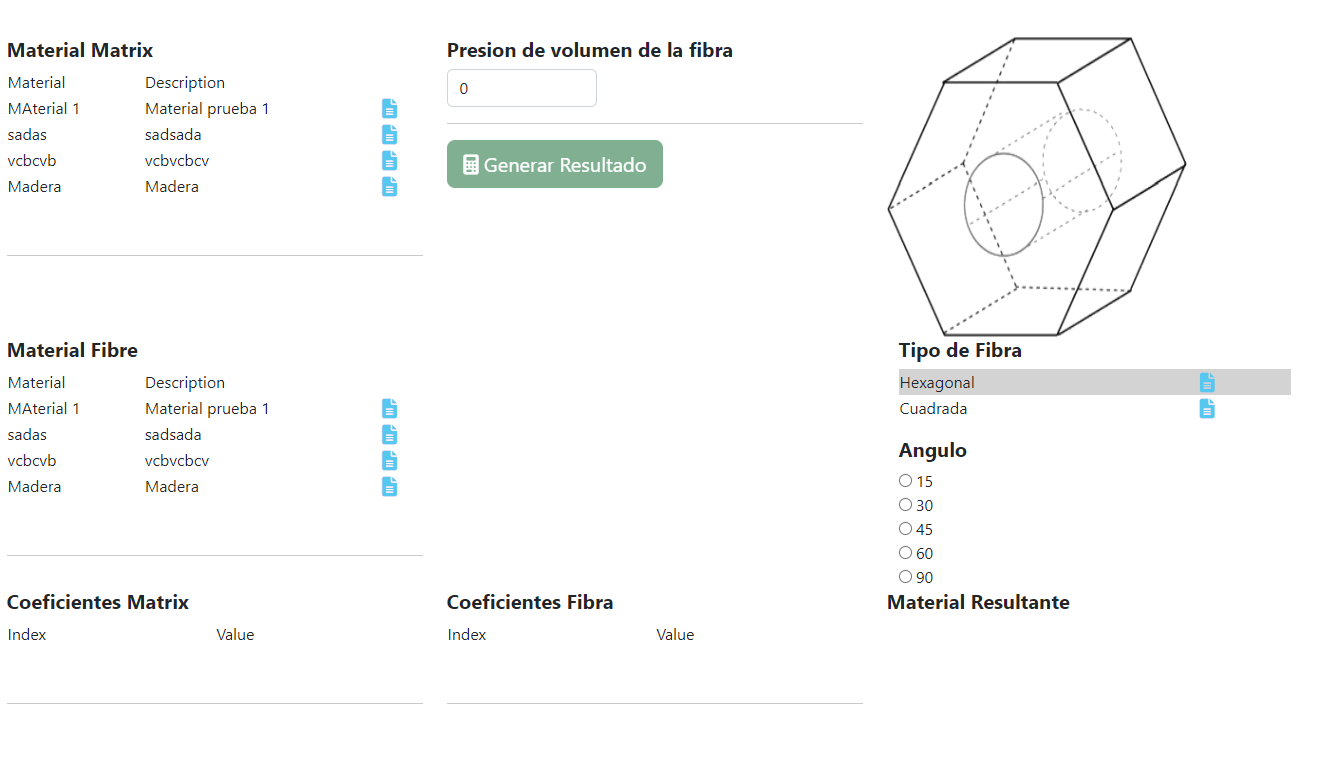 Material Matrix
Material Description
MAterial 1 Material prueba 1
sadas sadsada
vcbcvb vcbvcbcv
Madera Madera
Presion de volumen de la fibra
0
Generar Resultado
Material Fibre
Material Description
MAterial 1 Material prueba 1
sadas sadsada
vcbcvb vcbvcbcv
Madera Madera
Tipo de Fibra
Hexagonal
Cuadrada
Angulo
15
30
45
60
90
Coeficientes Matrix
Index Value
Coeficientes Fibra
Index Value
Material Resultante